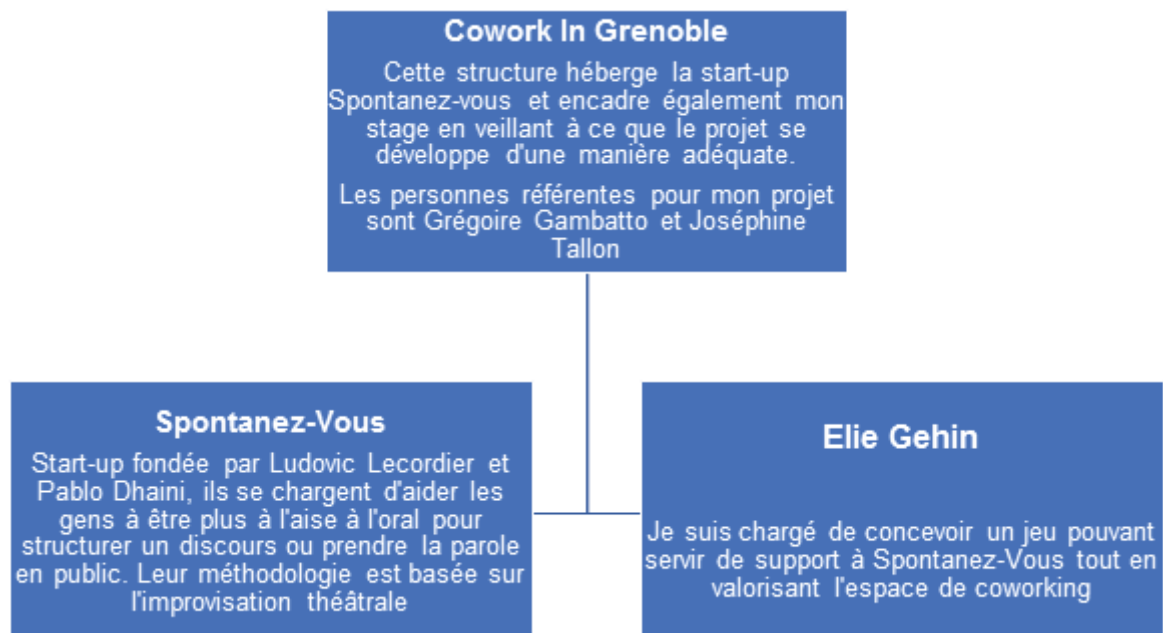 Cowork In Grenoble
Cette structure héberge la start-up
Spontanez-vous et encadre également mon
stage en veillant à ce que le projet se
développe d'une manière adéquate.
Les personnes référentes pour mon projet
sont Grégoire Gambatto et Joséphine
Tallon
Spontanez-Vous
Start-up fondée par Ludovic Lecordier et
Pablo Dhaini, ils se chargent d'aider les
gens à être plus à l'aise à l'oral pour
structurer un discours ou prendre la parole
en public. Leur méthodologie est basée sur
l'improvisation théâtrale
Elie Gehin
Je suis chargé de concevoir un jeu pouvant
servir de support à Spontanez-Vous tout en
valorisant l'espace de coworking